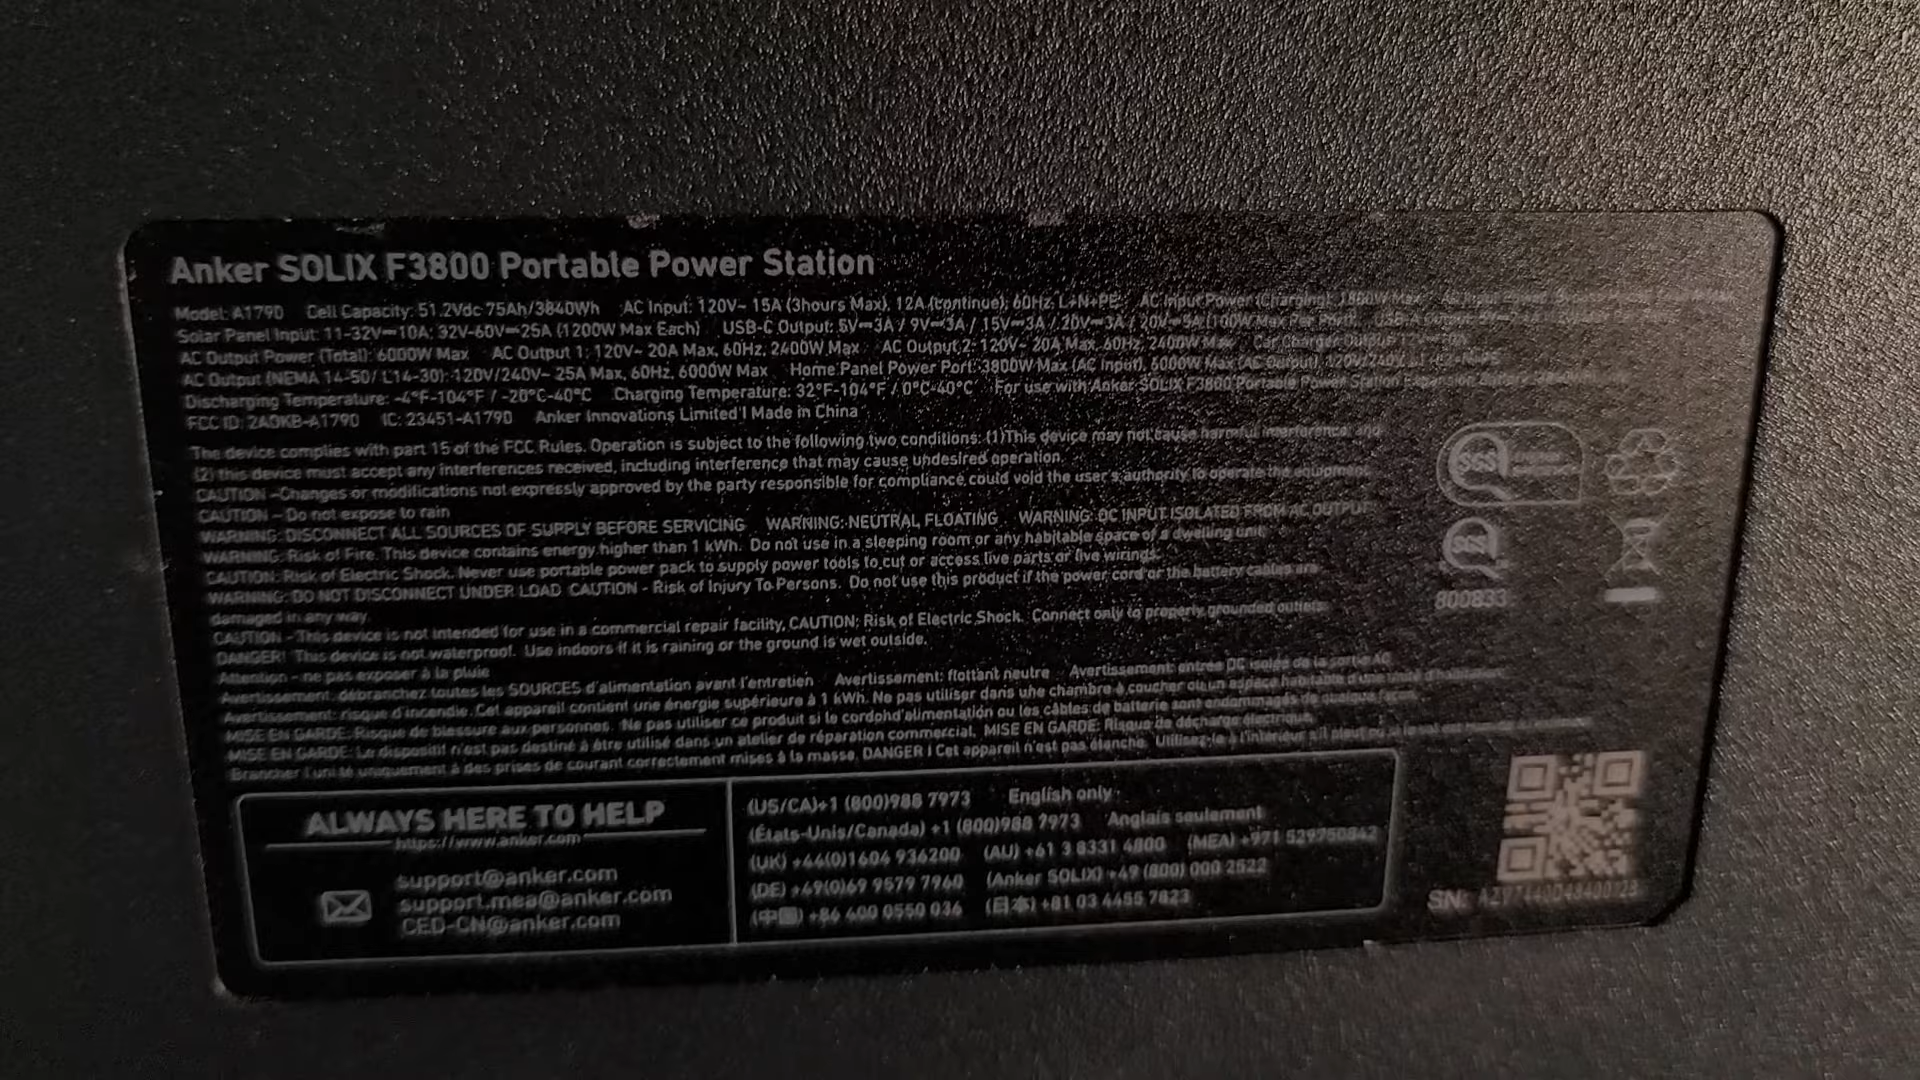 Anker SOLIX F3800 Portable Power Station
Model: A1790 Cell Capacity: 51.2Vdc 75Ah/3840Wh AC Input: 120V~ 15A (3hours Max), 12A (continue), 60Hz, L+N+PE AC Input Power (Charging): 1800W Max
Solar Panel Input: 11-32V⎓10A; 32V-60V⎓25A (1200W Max Each) USB-C Output: 5V⎓3A / 9V⎓3A / 15V⎓3A / 20V⎓3A / 20V⎓5A (100W Max Per Port)
AC Output Power (Total): 6000W Max AC Output 1: 120V~ 20A Max, 60Hz, 2400W Max AC Output 2: 120V~ 20A Max, 60Hz, 2400W Max Car Charger Output:
AC Output (NEMA 14-50/ L14-30): 120V/240V~ 25A Max, 60Hz, 6000W Max Home Panel Power Port: 3800W Max (AC Input), 6000W Max (AC Output), 120V/240V,
Discharging Temperature: -4°F-104°F / -20°C-40°C Charging Temperature: 32°F-104°F / 0°C-40°C For use with Anker SOLIX F3800 Portable Power Station Expansion
FCC ID: 2AOKB-A1790 IC: 23451-A1790 Anker Innovations Limited | Made in China
The device complies with part 15 of the FCC Rules. Operation is subject to the following two conditions: (1)This device may not cause harmful interference, and
(2) this device must accept any interferences received, including interference that may cause undesired operation.
CAUTION -Changes or modifications not expressly approved by the party responsible for compliance could void the user's authority to operate the equipment.
CAUTION - Do not expose to rain
WARNING: DISCONNECT ALL SOURCES OF SUPPLY BEFORE SERVICING WARNING: NEUTRAL FLOATING WARNING: DC INPUT ISOLATED FROM AC OUTPUT
WARNING: Risk of Fire. This device contains energy higher than 1 kWh. Do not use in a sleeping room or any habitable space of a dwelling unit.
CAUTION: Risk of Electric Shock. Never use portable power pack to supply power tools to cut or access live parts or live wirings.
WARNING: DO NOT DISCONNECT UNDER LOAD CAUTION - Risk of Injury To Persons. Do not use this product if the power cord or the battery cables are
damaged in any way.
CAUTION - This device is not intended for use in a commercial repair facility, CAUTION: Risk of Electric Shock. Connect only to properly grounded outlets.
DANGER! This device is not waterproof. Use indoors if it is raining or the ground is wet outside.
Attention - ne pas exposer à la pluie
Avertissement: débranchez toutes les SOURCES d'alimentation avant l'entretien Avertissement: flottant neutre Avertissement: entrée DC isolée de la sortie AC
Avertissement: risque d'incendie. Cet appareil contient une énergie supérieure à 1 kWh. Ne pas utiliser dans une chambre à coucher ou un espace habitable d'une
MISE EN GARDE: Risque de blessure aux personnes. Ne pas utiliser ce produit si le cordond'alimentation ou les câbles de batterie sont endommagés de quelque façon.
MISE EN GARDE: Le dispositif n'est pas destiné à être utilisé dans un atelier de réparation commercial, MISE EN GARDE: Risque de décharge électrique.
Brancher l'unité uniquement à des prises de courant correctement mises à la masse. DANGER ! Cet appareil n'est pas étanche. Utilisez-le à l'intérieur s'il pleut ou
SGS
SGS
800833
ALWAYS HERE TO HELP
https://www.anker.com
support@anker.com
support.mea@anker.com
CED-CN@anker.com
(US/CA)+1 (800)988 7973 English only
(États-Unis/Canada) +1 (800)988 7973 Anglais seulement
(UK) +44(0)1604 936200 (AU) +61 3 8331 4800 (MEA) +971 529750842
(DE) +49(0)69 9579 7960 (Anker SOLIX) +49 (800) 000 2522
(中国) +86 400 0550 036 (日本) +81 03 4455 7823
SN: